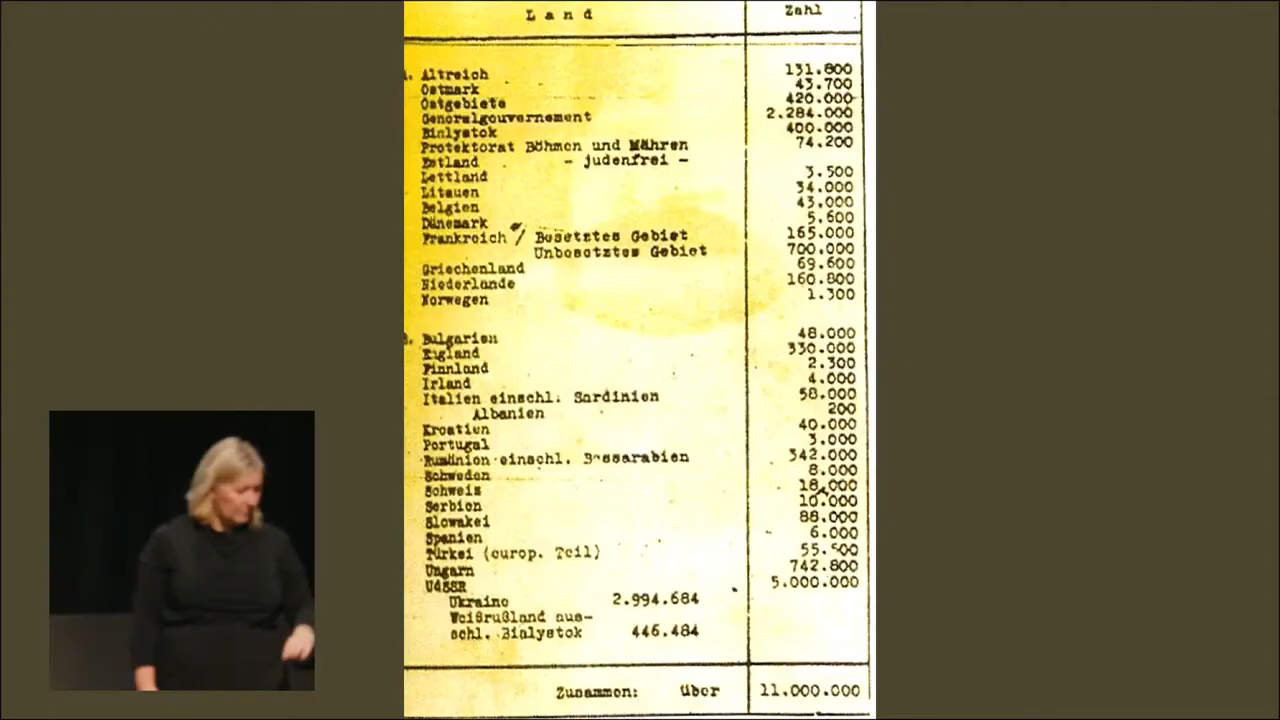 L a n d Zahl
A. Altreich 131.800
Ostmark 43.700
Ostgebiete 420.000
Generalgouvernement 2.284.000
Bialystok 400.000
Protektorat Böhmen und Mähren 74.200
Estland - judenfrei -
Lettland 3.500
Litauen 34.000
Belgien 43.000
Dänemark 5.600
Frankreich / Besetztes Gebiet 165.000
Unbesetztes Gebiet 700.000
Griechenland 69.600
Niederlande 160.800
Norwegen 1.300
B. Bulgarien 48.000
England 330.000
Finnland 2.300
Irland 4.000
Italien einschl. Sardinien 58.000
Albanien 200
Kroatien 40.000
Portugal 3.000
Rumänien einschl. Bessarabien 342.000
Schweden 8.000
Schweiz 18.000
Serbien 10.000
Slowakei 88.000
Spanien 6.000
Türkei (europ. Teil) 55.500
Ungarn 742.800
UdSSR 5.000.000
Ukraine 2.994.684
Weißrußland aus-
schl. Bialystok 446.484
Zusammen: über 11.000.000